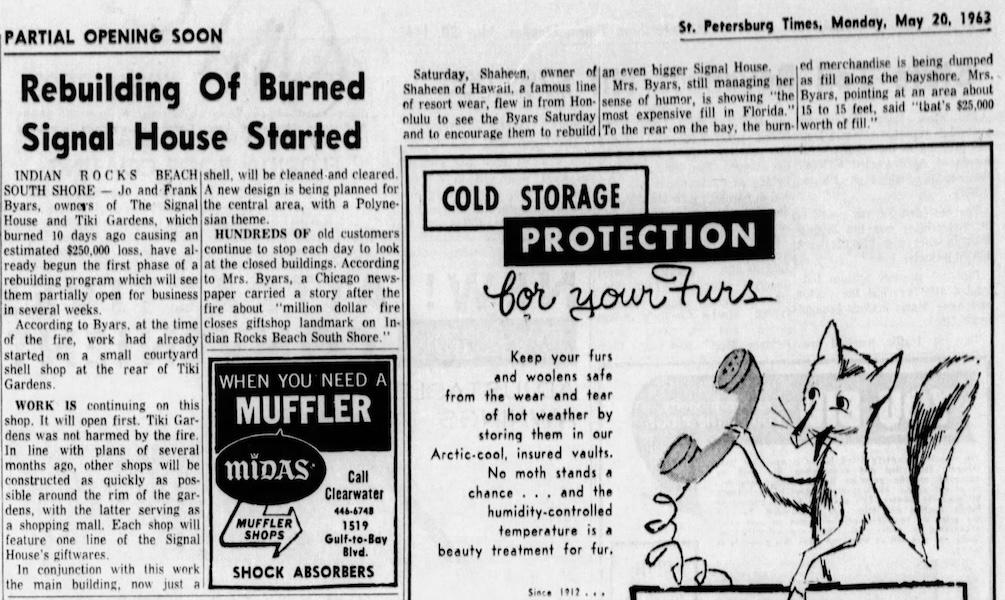 St. Petersburg Times, Monday, May 20, 1963
PARTIAL OPENING SOON
Rebuilding Of Burned
Signal House Started
INDIAN ROCKS BEACH
SOUTH SHORE — Jo and Frank
Byars, owners of The Signal
House and Tiki Gardens, which
burned 10 days ago causing an
estimated $250,000 loss, have al-
ready begun the first phase of a
rebuilding program which will see
them partially open for business
in several weeks.
According to Byars, at the time
of the fire, work had already
started on a small courtyard
shell shop at the rear of Tiki
Gardens.
WORK IS continuing on this
shop. It will open first. Tiki Gar-
dens was not harmed by the fire.
In line with plans of several
months ago, other shops will be
constructed as quickly as pos-
sible around the rim of the gar-
dens, with the latter serving as
a shopping mall. Each shop will
feature one line of the Signal
House's giftwares.
In conjunction with this work
the main building, now just a
shell, will be cleaned and cleared.
A new design is being planned for
the central area, with a Polyne-
sian theme.
HUNDREDS OF old customers
continue to stop each day to look
at the closed buildings. According
to Mrs. Byars, a Chicago news-
paper carried a story after the
fire about "million dollar fire
closes giftshop landmark on In-
dian Rocks Beach South Shore."
Saturday, Shaheen, owner of
Shaheen of Hawaii, a famous line
of resort wear, flew in from Hon-
olulu to see the Byars Saturday
and to encourage them to rebuild
an even bigger Signal House.
Mrs. Byars, still managing her
sense of humor, is showing "the
most expensive fill in Florida."
To the rear on the bay, the burn-
ed merchandise is being dumped
as fill along the bayshore. Mrs.
Byars, pointing at an area about
15 to 15 feet, said "that's $25,000
worth of fill."
WHEN YOU NEED A
MUFFLER
MIDAS
MUFFLER
SHOPS
Call
Clearwater
446-6748
1519
Gulf-to-Bay
Blvd.
SHOCK ABSORBERS
COLD STORAGE
PROTECTION
for your Furs
Keep your furs
and woolens safe
from the wear and tear
of hot weather by
storing them in our
Arctic-cool, insured vaults.
No moth stands a
chance . . . and the
humidity-controlled
temperature is a
beauty treatment for fur.
Since 1912 . . .